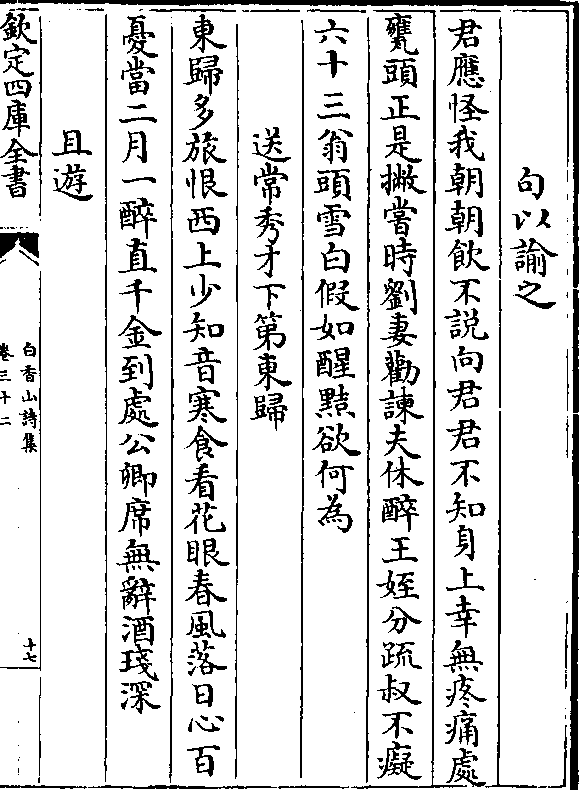 句以諭之
君應怪我朝朝飲不説向君君不知身上幸無疼痛處
甕頭正是撇嘗時劉妻勸諫夫休醉王姪分疏叔不癡
六十三翁頭雪白假如醒黠欲何為
送常秀才下第東歸
東歸多旅恨西上少知音寒食看花眼春風落日心百
憂當二月一醉直千金到處公卿席無辭酒琖深
且遊
欽定四庫全書
白香山詩集
卷三十二
十七